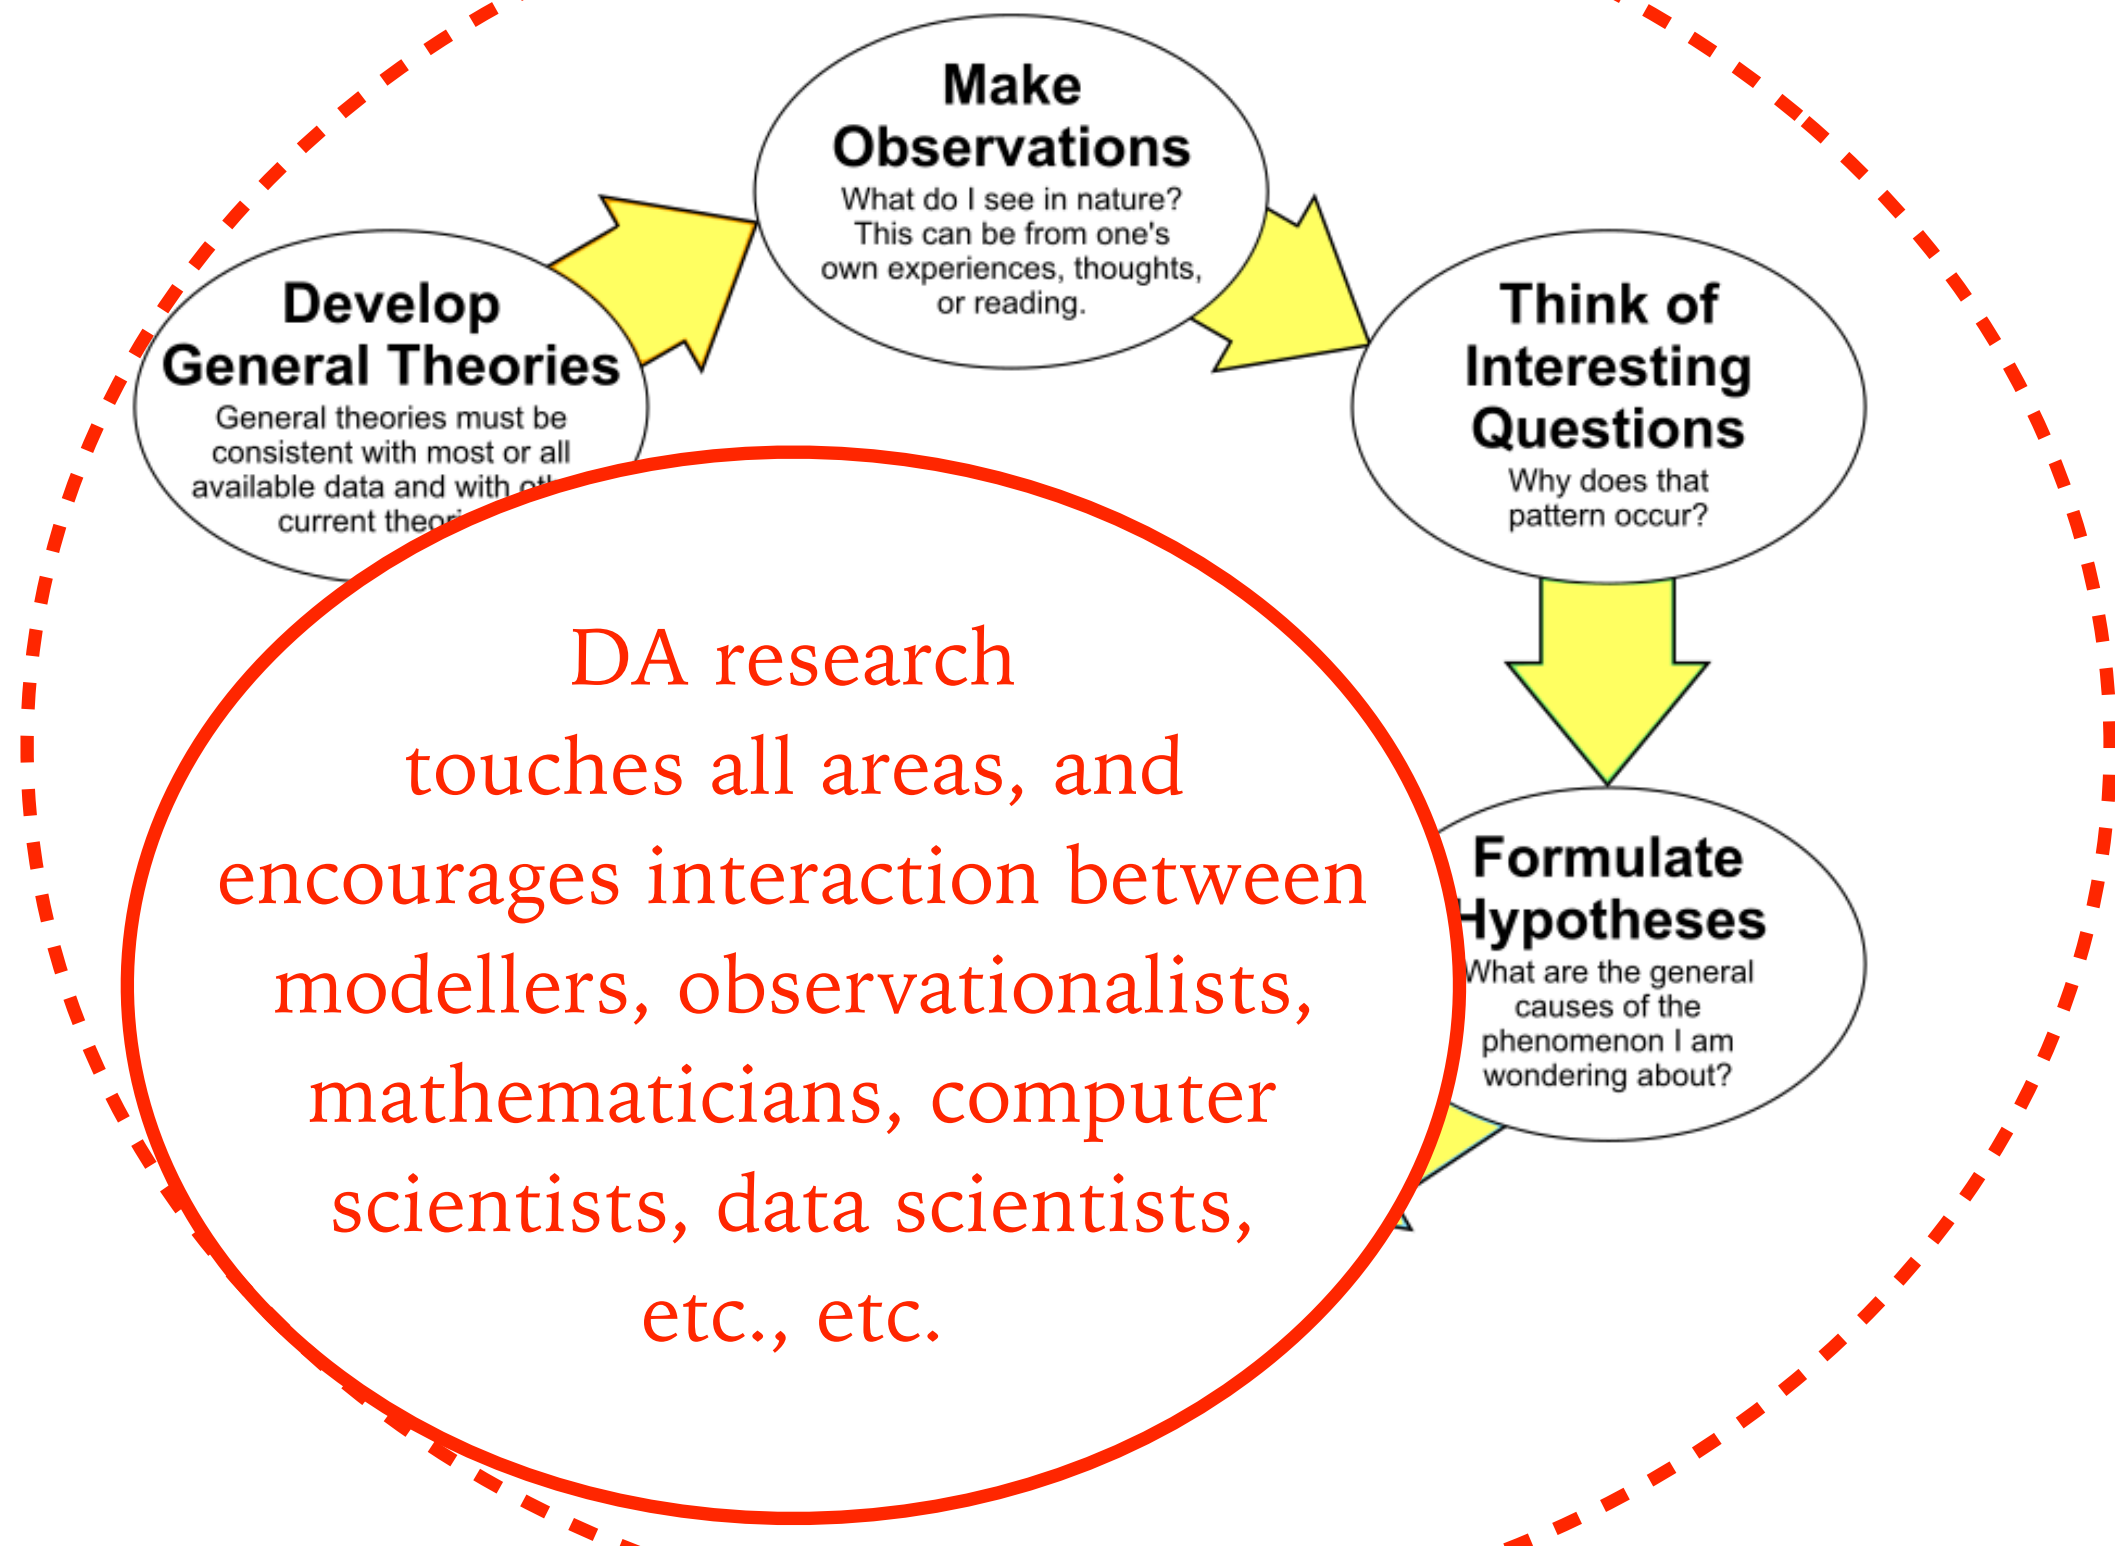 Make
Observations
What do I see in nature?
This can be from one's
own experiences, thoughts,
or reading.
Develop
General Theories
General theories must be
consistent with most or all
available data and with
current
Think of
Interesting
Questions
Why does that
pattern occur?
Formulate
Hypotheses
What are the general
causes of the
phenomenon I am
wondering about?
DA research
touches all areas, and
encourages interaction between
modellers, observationalists,
mathematicians, computer
scientists, data scientists,
etc., etc.